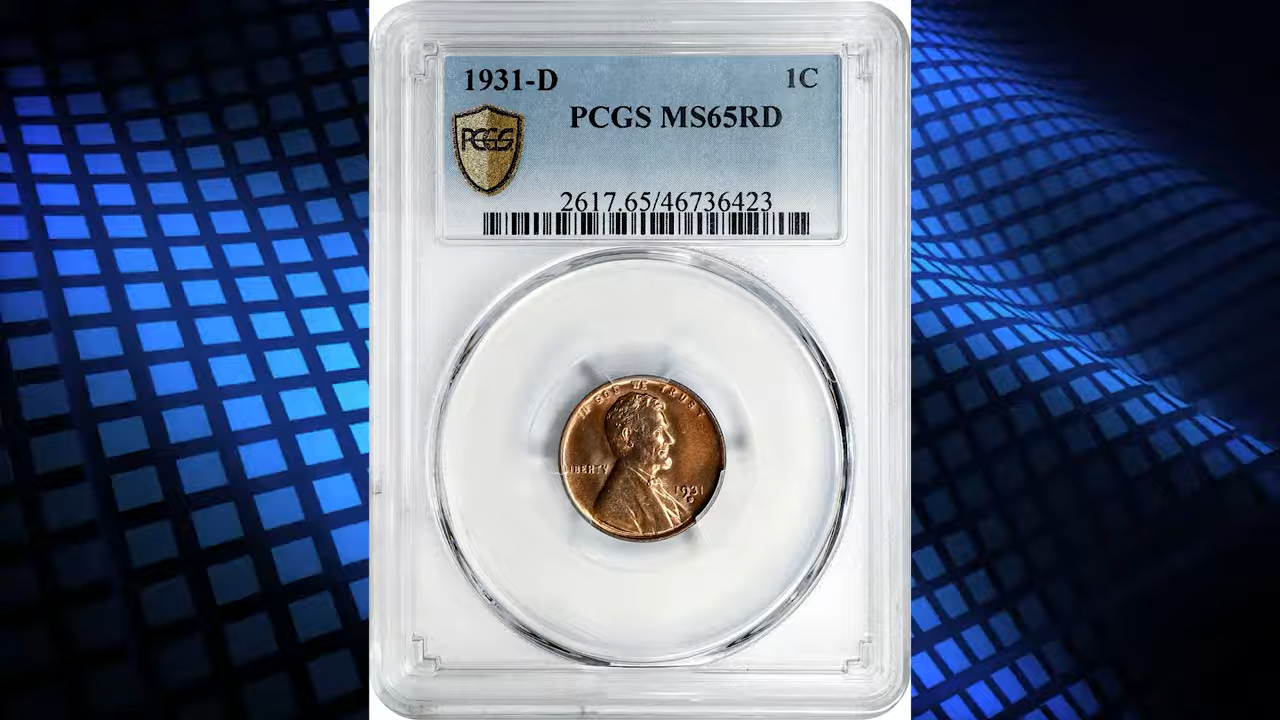 1931-D 1C
PCGS MS65RD
PCGS
2617.65/46736423
IN GOD WE TRUST
LIBERTY
1931
D